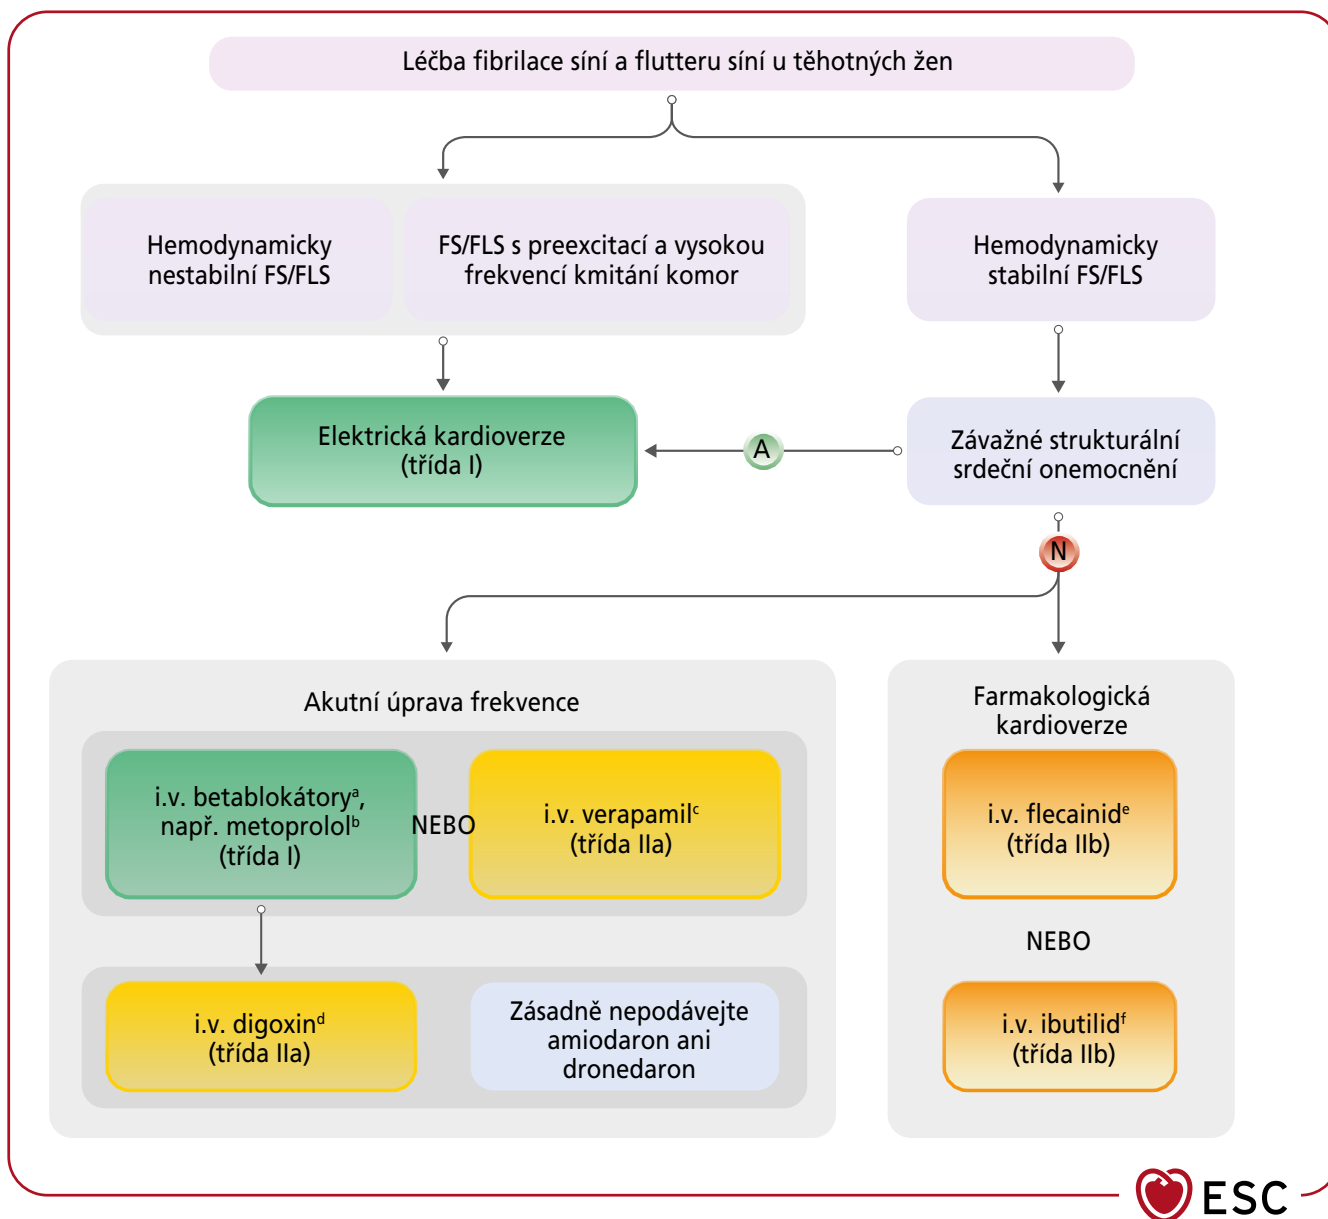 Léčba fibrilace síní a flutteru síní u těhotných žen
Hemodynamicky
nestabilní FS/FLS
FS/FLS s preexcitací a vysokou
frekvencí kmitání komor
Hemodynamicky
stabilní FS/FLS
Elektrická kardioverze
(třída I)
A
Závažné strukturální
srdeční onemocnění
N
Akutní úprava frekvence
i.v. betablokátoryᵃ,
např. metoprololᵇ
(třída I)
NEBO
i.v. verapamilᶜ
(třída IIa)
i.v. digoxinᵈ
(třída IIa)
Zásadně nepodávejte
amiodaron ani
dronedaron
Farmakologická
kardioverze
i.v. flecainidᵉ
(třída IIb)
NEBO
i.v. ibutilidᶠ
(třída IIb)
ESC